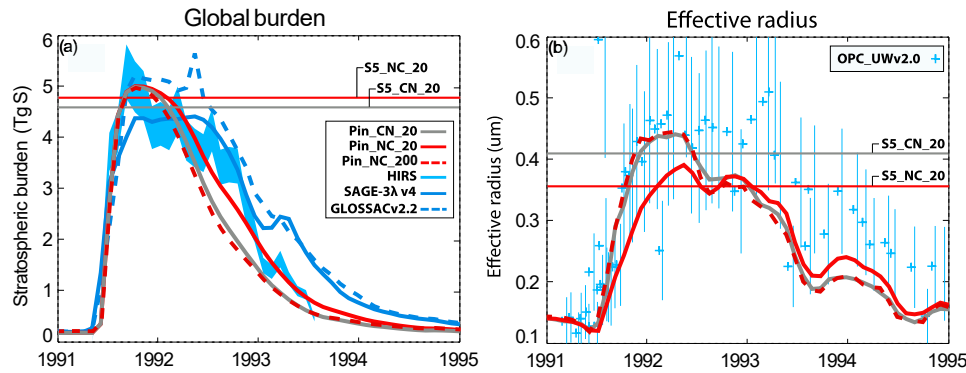 Global burden
(a)
Stratospheric burden (TgS)
6
5
4
3
2
1
0
S5_NC_20
S5_CN_20
Pin_CN_20
Pin_NC_20
Pin_NC_200
HIRS
SAGE-3λ v4
GLOSSACv2.2
1991 1992 1993 1994 1995
Effective radius
(b)
Effective radius (um)
0.6
0.5
0.4
0.3
0.2
0.1
OPC_UWv2.0
S5_CN_20
S5_NC_20
1991 1992 1993 1994 1995